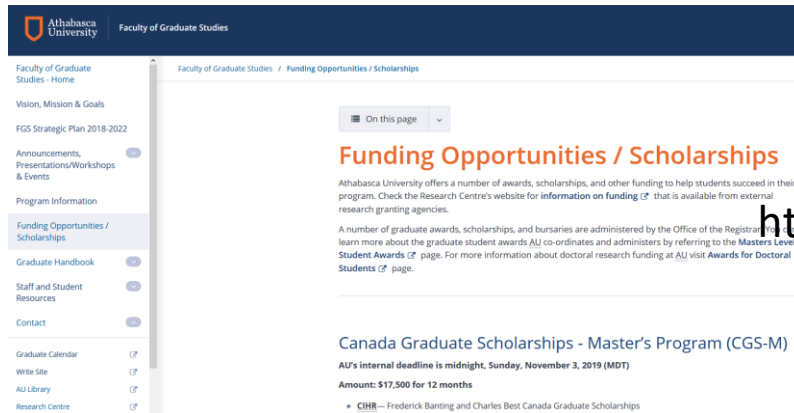 Athabasca
University
Faculty of Graduate Studies
Faculty of Graduate
Studies - Home
Vision, Mission & Goals
FGS Strategic Plan 2018-2022
Announcements,
Presentations/Workshops
& Events
Program Information
Funding Opportunities /
Scholarships
Graduate Handbook
Staff and Student
Resources
Contact
Graduate Calendar
Write Site
AU Library
Research Centre
Faculty of Graduate Studies / Funding Opportunities / Scholarships
On this page
Funding Opportunities / Scholarships
Athabasca University offers a number of awards, scholarships, and other funding to help students succeed in their
program. Check the Research Centre's website for information on funding that is available from external
research granting agencies.
A number of graduate awards, scholarships, and bursaries are administered by the Office of the Registrar. You
learn more about the graduate student awards AU co-ordinates and administers by referring to the Masters Level
Student Awards page. For more information about doctoral research funding at AU visit Awards for Doctoral
Students page.
ht
Canada Graduate Scholarships - Master's Program (CGS-M)
AU's internal deadline is midnight, Sunday, November 3, 2019 (MDT)
Amount: $17,500 for 12 months
CIHR— Frederick Banting and Charles Best Canada Graduate Scholarships